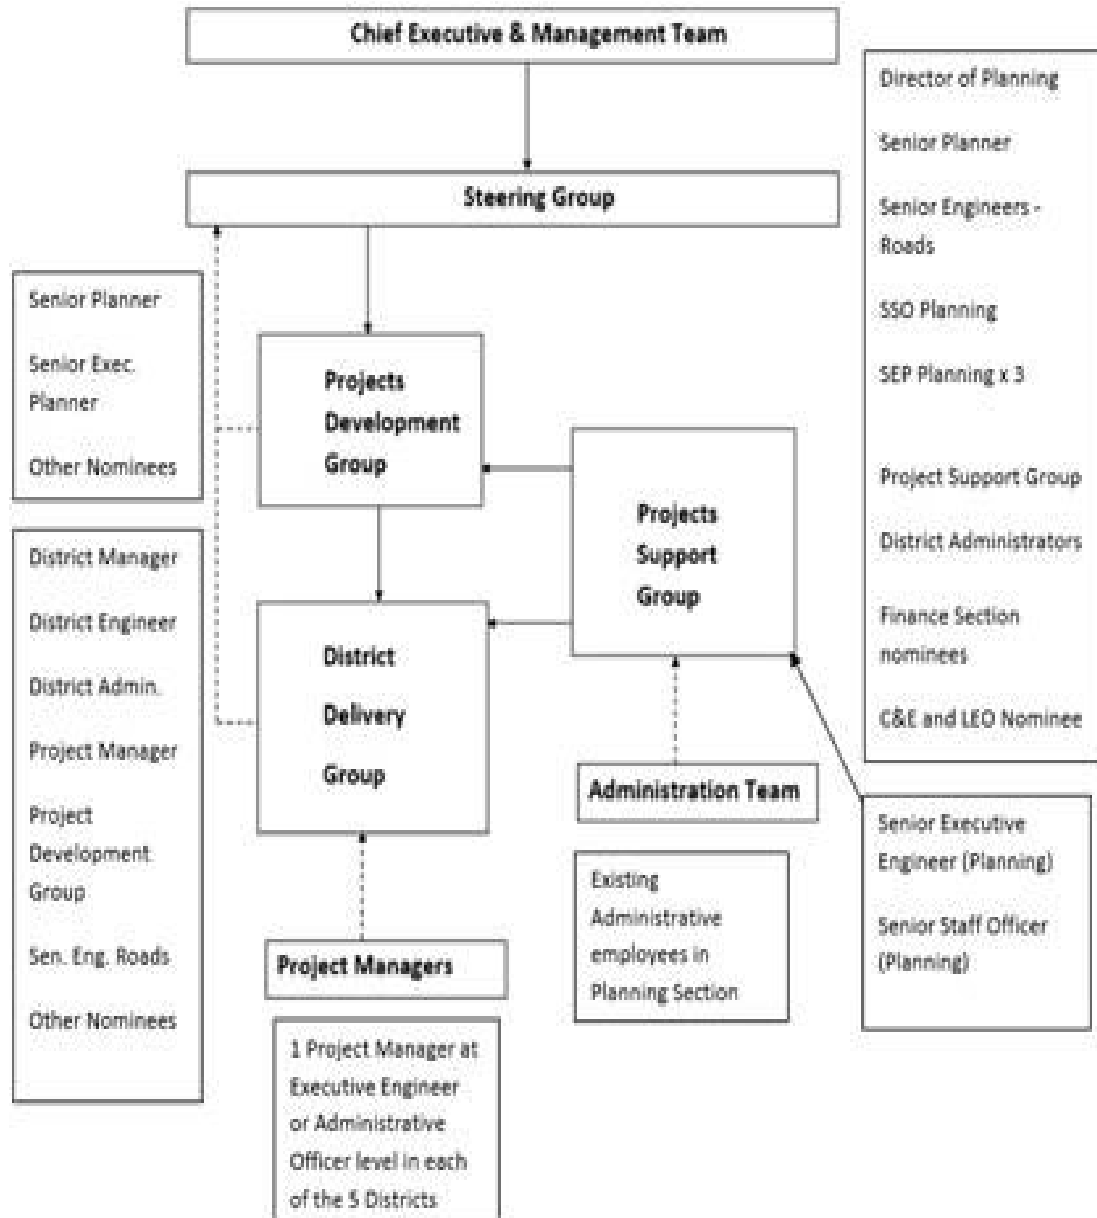 Chief Executive & Management Team
Steering Group
Director of Planning
Senior Planner
Senior Engineers -
Roads
SSO Planning
SEP Planning x 3
Project Support Group
District Administrators
Finance Section
nominees
C&E and LEO Nominee
Senior Planner
Senior Exec.
Planner
Other Nominees
Projects
Development
Group
Projects
Support
Group
District Manager
District Engineer
District Admin.
Project Manager
Project
Development
Group
Sen. Eng. Roads
Other Nominees
District
Delivery
Group
Administration Team
Existing
Administrative
employees in
Planning Section
Senior Executive
Engineer (Planning)
Senior Staff Officer
(Planning)
Project Managers
1 Project Manager at
Executive Engineer
or Administrative
Officer level in each
of the 5 Districts